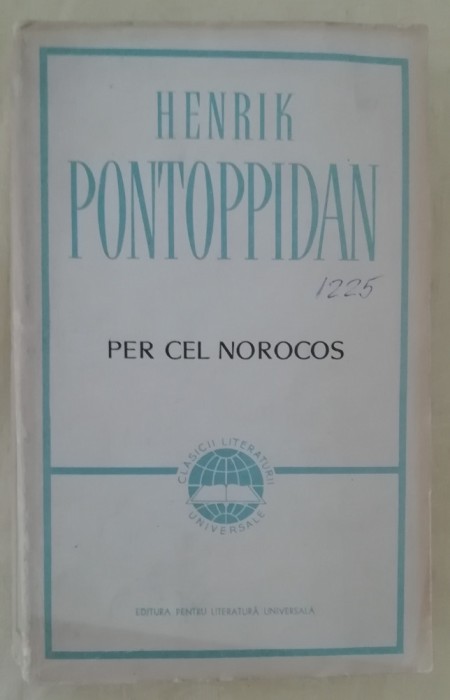 HENRIK
PONTOPPIDAN
1225
PER CEL NOROCOS
CLASICII LITERATURII
UNIVERSALE
EDITURA PENTRU LITERATURĂ UNIVERSALĂ